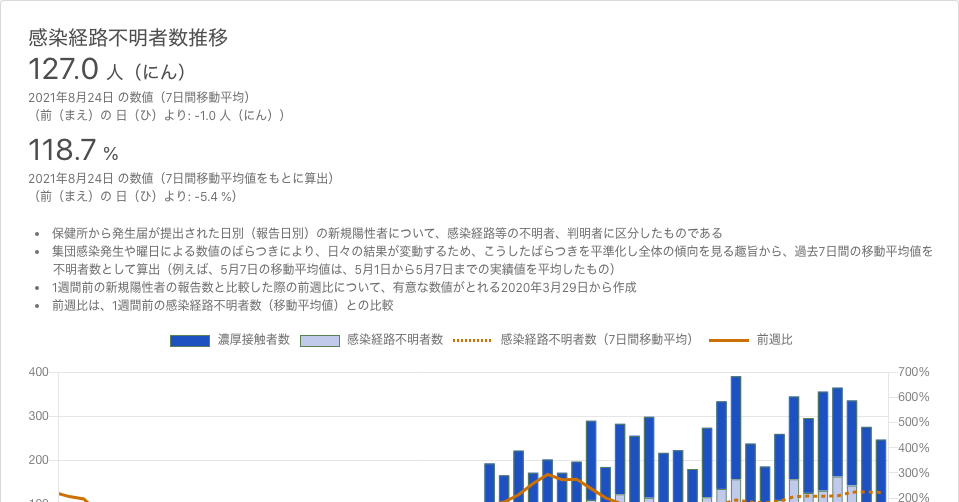 感染経路不明者数推移
127.0 人（にん）
2021年8月24日 の数値（7日間移動平均）
（前（まえ）の 日（ひ）より: -1.0 人（にん））
118.7 %
2021年8月24日 の数値（7日間移動平均値をもとに算出）
（前（まえ）の 日（ひ）より: -5.4 %）
• 保健所から発生届が提出された日別（報告日別）の新規陽性者について、感染経路等の不明者、判明者に区分したものである
• 集団感染発生や曜日による数値のばらつきにより、日々の結果が変動するため、こうしたばらつきを平準化し全体の傾向を見る趣旨から、過去7日間の移動平均値を
不明者数として算出（例えば、5月7日の移動平均値は、5月1日から5月7日までの実績値を平均したもの）
• 1週間前の新規陽性者の報告数と比較した際の前週比について、有意な数値がとれる2020年3月29日から作成
• 前週比は、1週間前の感染経路不明者数（移動平均値）との比較
濃厚接触者数 感染経路不明者数 感染経路不明者数（7日間移動平均） 前週比
400 700%
600%
300 500%
400%
200 300%
100 200%